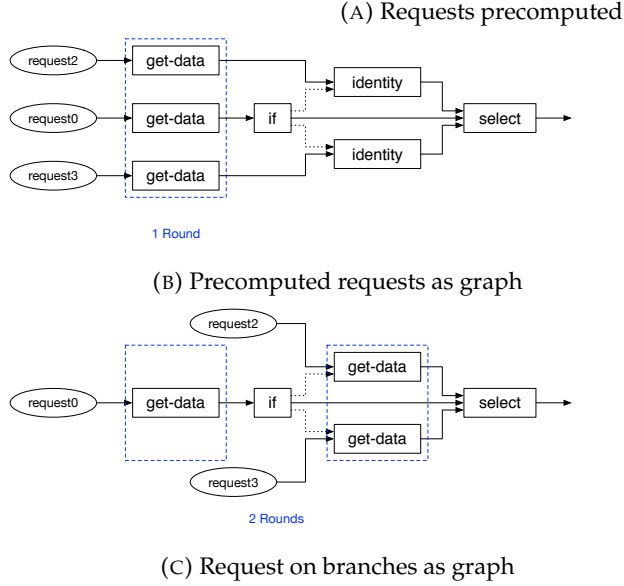 (A) Requests precomputed
request2
get-data
identity
request0
get-data
if
select
identity
request3
get-data
1 Round
(B) Precomputed requests as graph
request2
get-data
request0
get-data
if
select
get-data
request3
2 Rounds
(C) Request on branches as graph